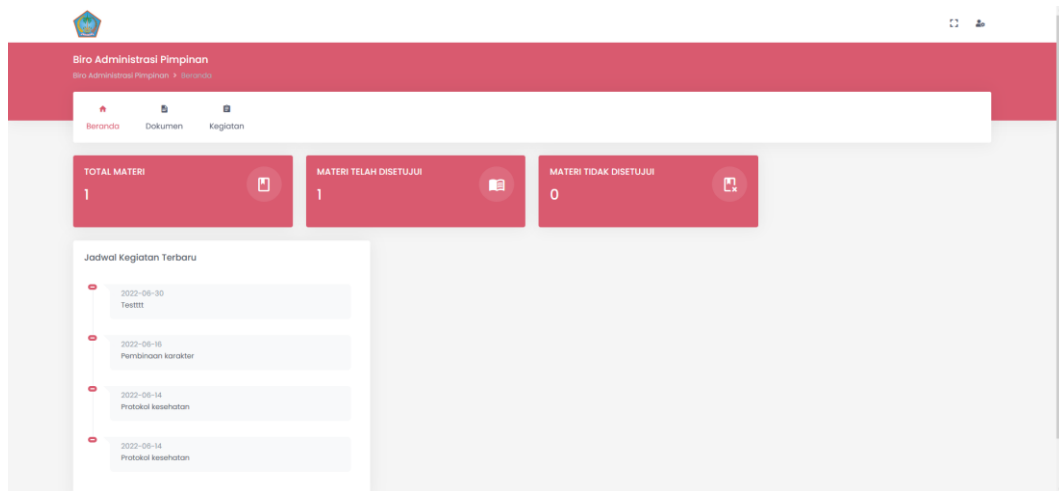 Biro Administrasi Pimpinan
Biro Administrasi Pimpinan > Beranda
Beranda Dokumen Kegiatan
TOTAL MATERI
1
MATERI TELAH DISETUJUI
1
MATERI TIDAK DISETUJUI
0
Jadwal Kegiatan Terbaru
2022-06-30
Testttt
2022-06-16
Pembinaan karakter
2022-06-14
Protokol kesehatan
2022-06-14
Protokol kesehatan